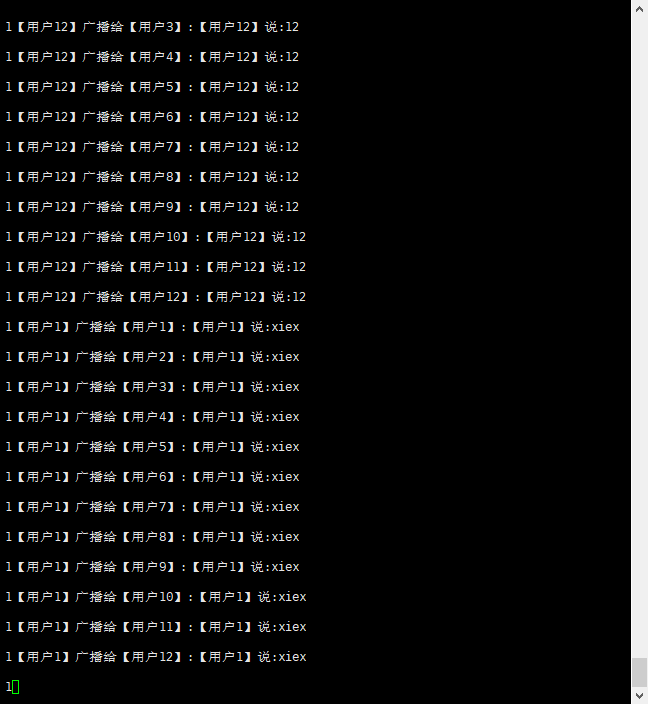 1【用户12】广播给【用户3】:【用户12】说:12
1【用户12】广播给【用户4】:【用户12】说:12
1【用户12】广播给【用户5】:【用户12】说:12
1【用户12】广播给【用户6】:【用户12】说:12
1【用户12】广播给【用户7】:【用户12】说:12
1【用户12】广播给【用户8】:【用户12】说:12
1【用户12】广播给【用户9】:【用户12】说:12
1【用户12】广播给【用户10】:【用户12】说:12
1【用户12】广播给【用户11】:【用户12】说:12
1【用户12】广播给【用户12】:【用户12】说:12
1【用户1】广播给【用户1】:【用户1】说:xiex
1【用户1】广播给【用户2】:【用户1】说:xiex
1【用户1】广播给【用户3】:【用户1】说:xiex
1【用户1】广播给【用户4】:【用户1】说:xiex
1【用户1】广播给【用户5】:【用户1】说:xiex
1【用户1】广播给【用户6】:【用户1】说:xiex
1【用户1】广播给【用户7】:【用户1】说:xiex
1【用户1】广播给【用户8】:【用户1】说:xiex
1【用户1】广播给【用户9】:【用户1】说:xiex
1【用户1】广播给【用户10】:【用户1】说:xiex
1【用户1】广播给【用户11】:【用户1】说:xiex
1【用户1】广播给【用户12】:【用户1】说:xiex
1